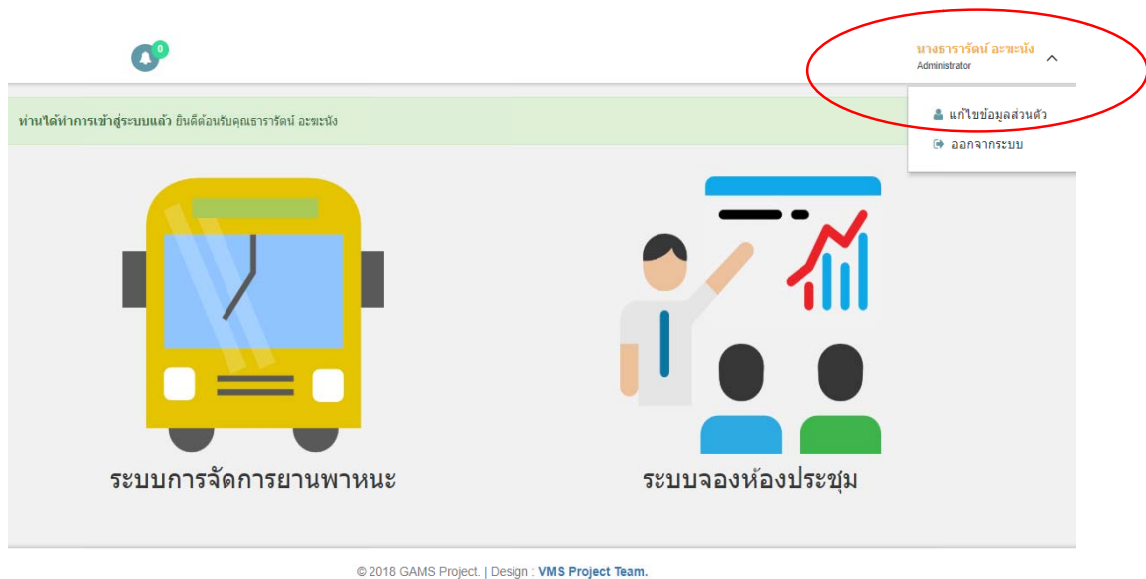 0
นางธารารัตน์ อะฆะนัง
Administrator
ท่านได้ทำการเข้าสู่ระบบแล้ว ยินดีต้อนรับคุณธารารัตน์ อะฆะนัง
แก้ไขข้อมูลส่วนตัว
ออกจากระบบ
ระบบการจัดการยานพาหนะ
ระบบจองห้องประชุม
© 2018 GAMS Project. | Design : VMS Project Team.